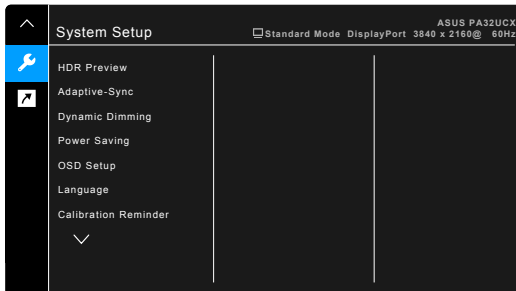 ASUS PA32UCX
System Setup
Standard Mode DisplayPort 3840 x 2160@ 60Hz
HDR Preview
Adaptive-Sync
Dynamic Dimming
Power Saving
OSD Setup
Language
Calibration Reminder